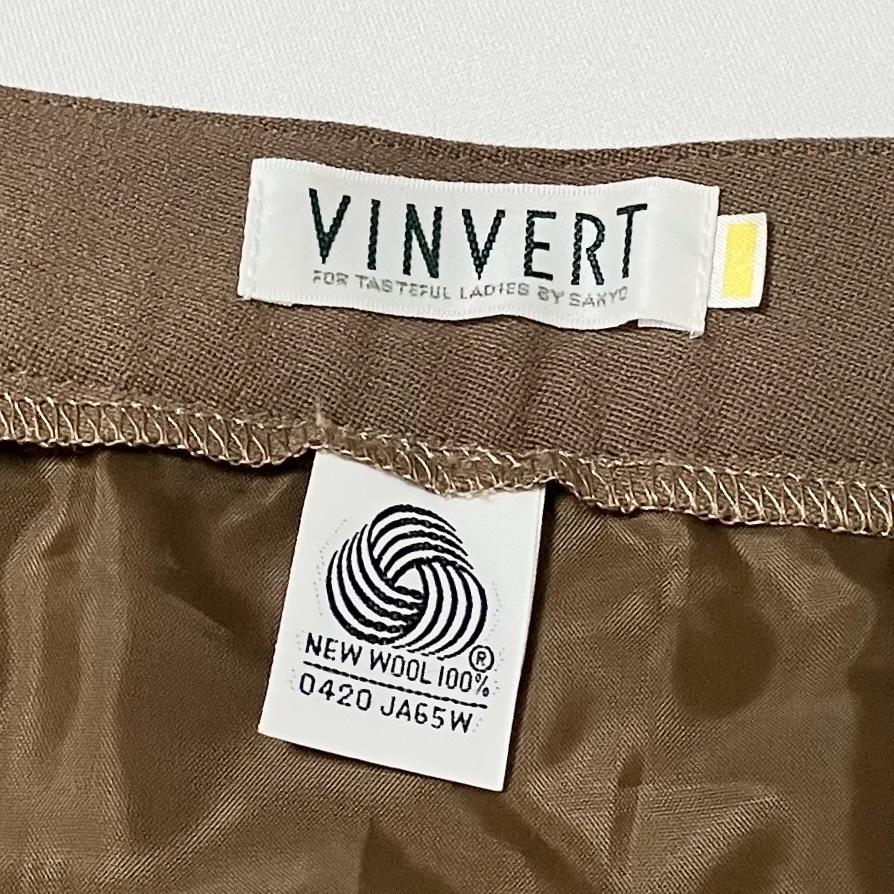 VINVERT
FOR TASTEFUL LADIES BY SANYO
NEW WOOL 100% ®
0420 JA65W